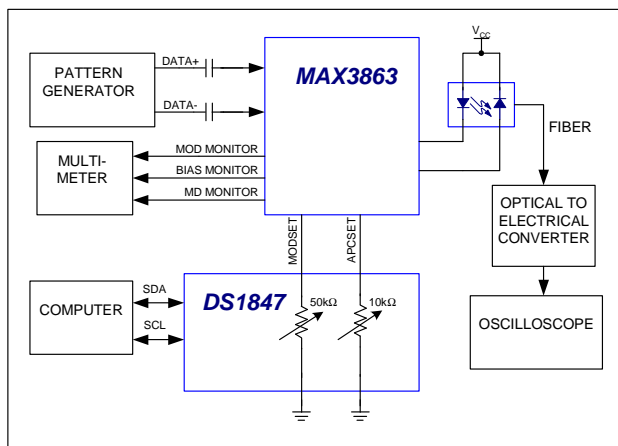 PATTERN
GENERATOR
DATA+
DATA-
MAX3863
VCC
FIBER
MULTI-
METER
MOD MONITOR
BIAS MONITOR
MD MONITOR
OPTICAL TO
ELECTRICAL
CONVERTER
MODSET
APCSET
COMPUTER
SDA
SCL
DS1847
50kΩ
10kΩ
OSCILLOSCOPE